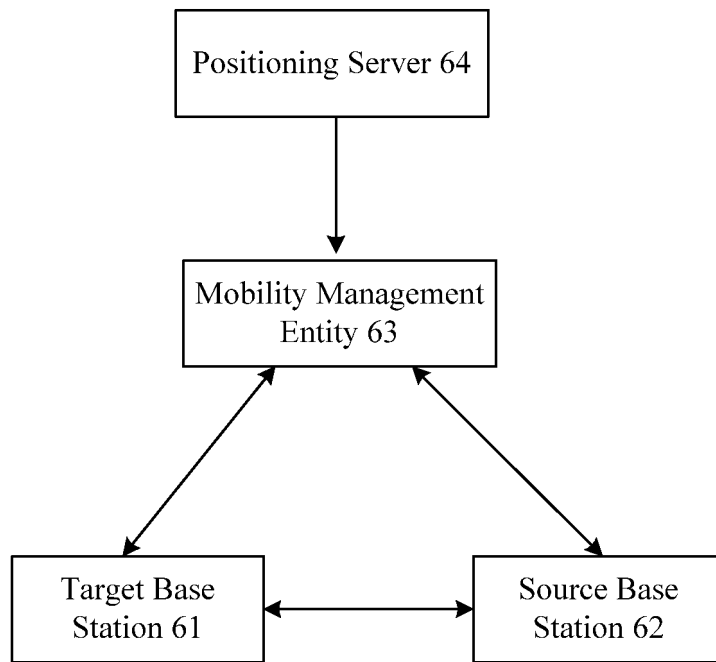 Positioning Server 64
Mobility Management
Entity 63
Target Base
Station 61
Source Base
Station 62